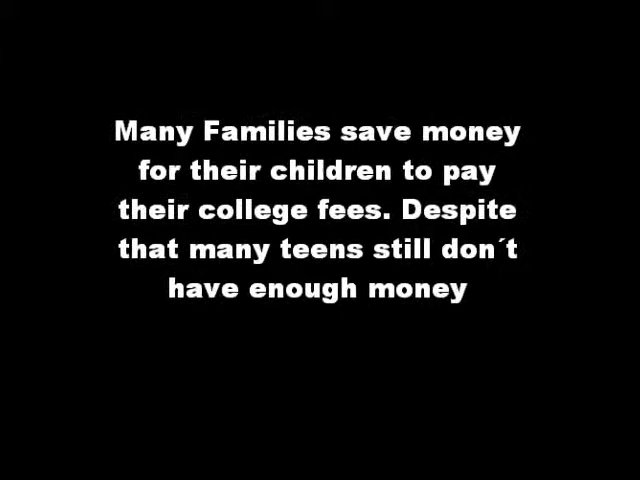 Many Families save money
for their children to pay
their college fees. Despite
that many teens still don´t
have enough money